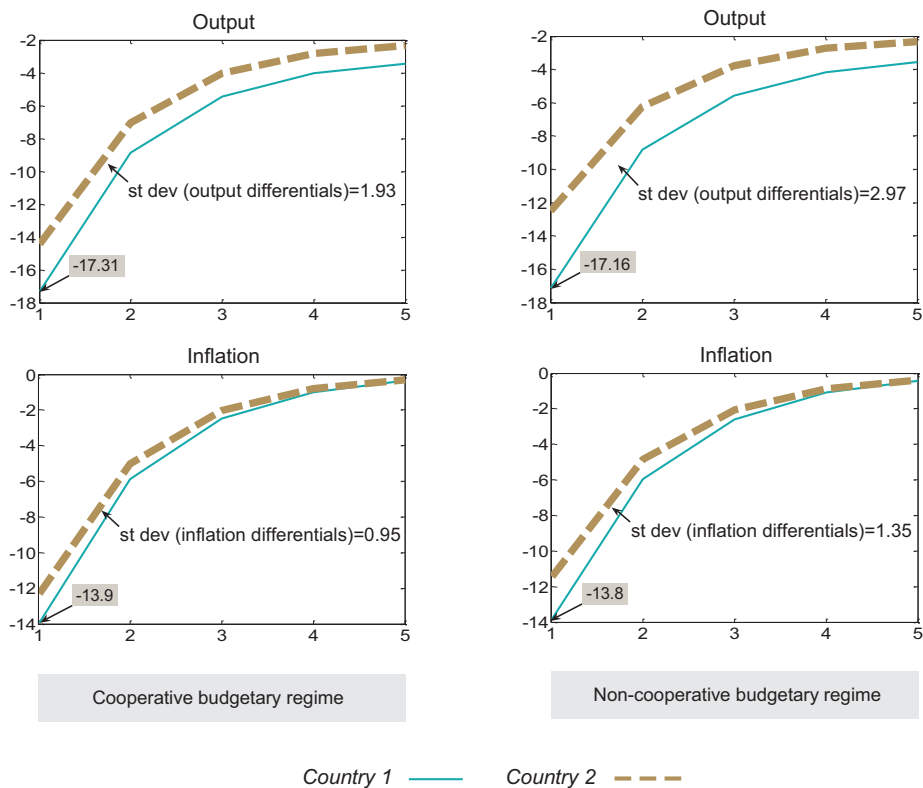 Output
-2
-4
-6
-8
-10
-12
-14
-16
-18
st dev (output differentials)=1.93
-17.31
1 2 3 4 5
Output
-2
-4
-6
-8
-10
-12
-14
-16
-18
st dev (output differentials)=2.97
-17.16
1 2 3 4 5
Inflation
0
-2
-4
-6
-8
-10
-12
-14
st dev (inflation differentials)=0.95
-13.9
1 2 3 4 5
Inflation
0
-2
-4
-6
-8
-10
-12
-14
st dev (inflation differentials)=1.35
-13.8
1 2 3 4 5
Cooperative budgetary regime
Non-cooperative budgetary regime
Country 1
Country 2